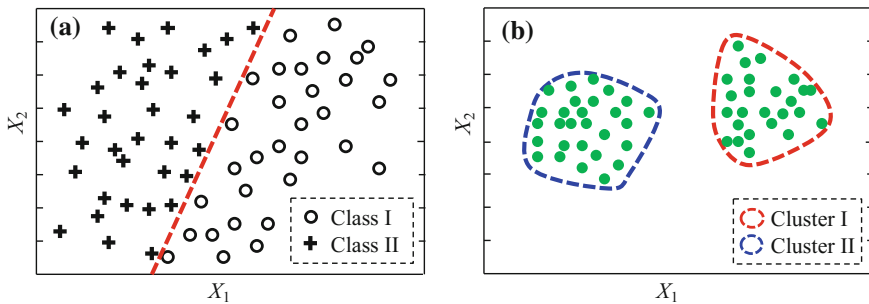 (a)
X2
X1
Class I
Class II
(b)
X2
X1
Cluster I
Cluster II